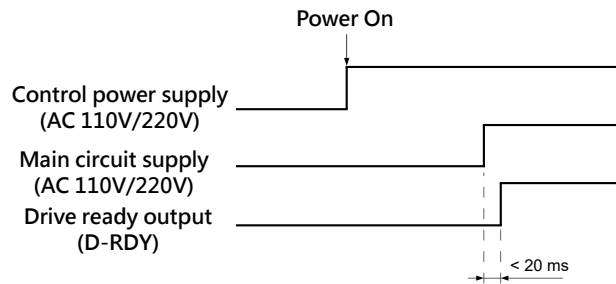 Power On
Control power supply
(AC 110V/220V)
Main circuit supply
(AC 110V/220V)
Drive ready output
(D-RDY)
< 20 ms